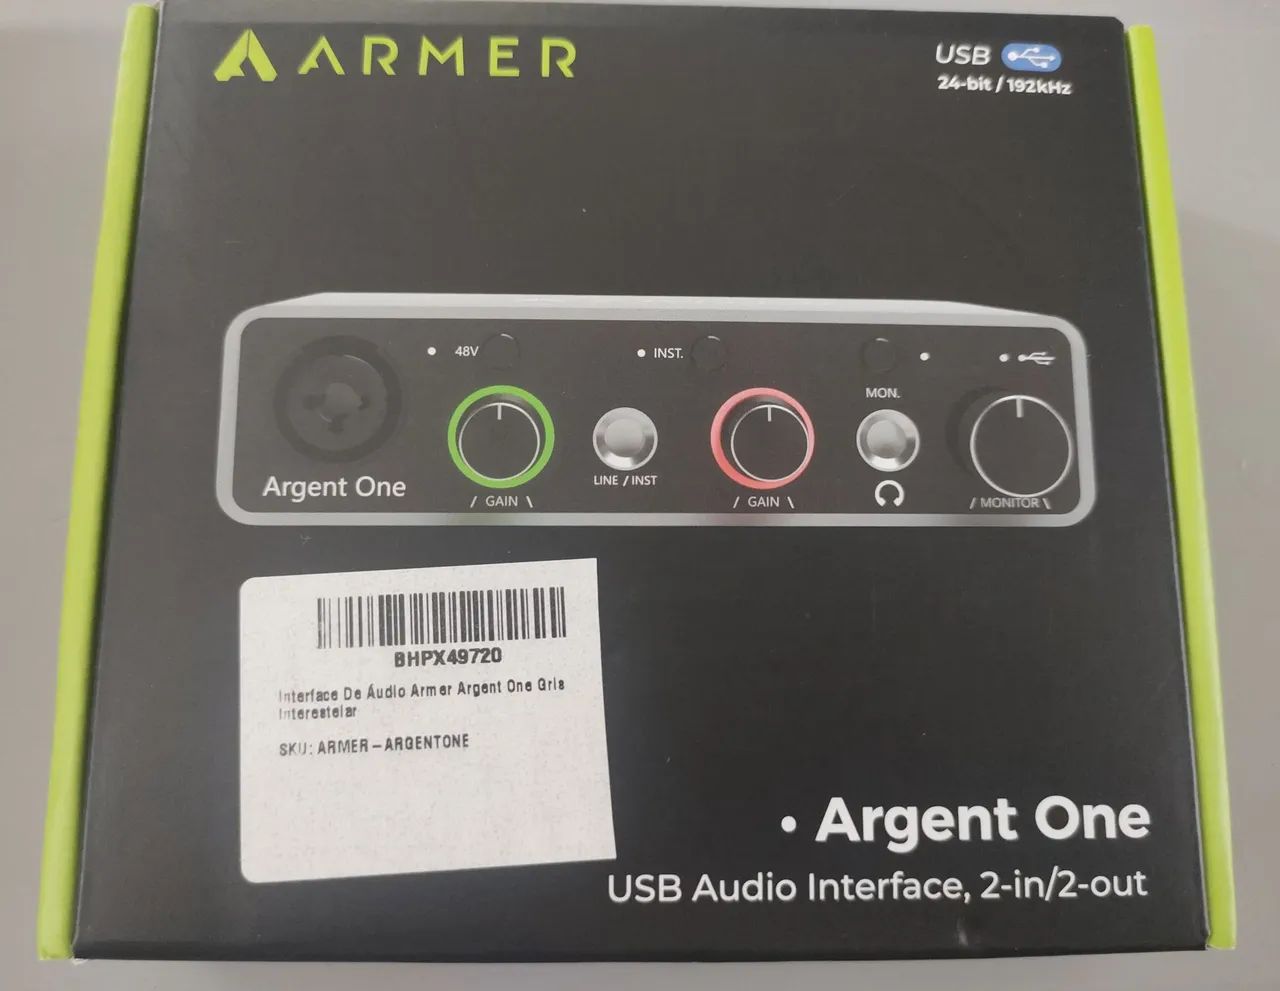 ARMER
USB
24-bit / 192kHz
48V
INST.
MON.
Argent One
/ GAIN \
LINE / INST
/ GAIN \
/ MONITOR \
BHPX49720
Interface De Áudio Armer Argent One Gris
Interestelar
SKU: ARMER-ARGENTONE
• Argent One
USB Audio Interface, 2-in/2-out